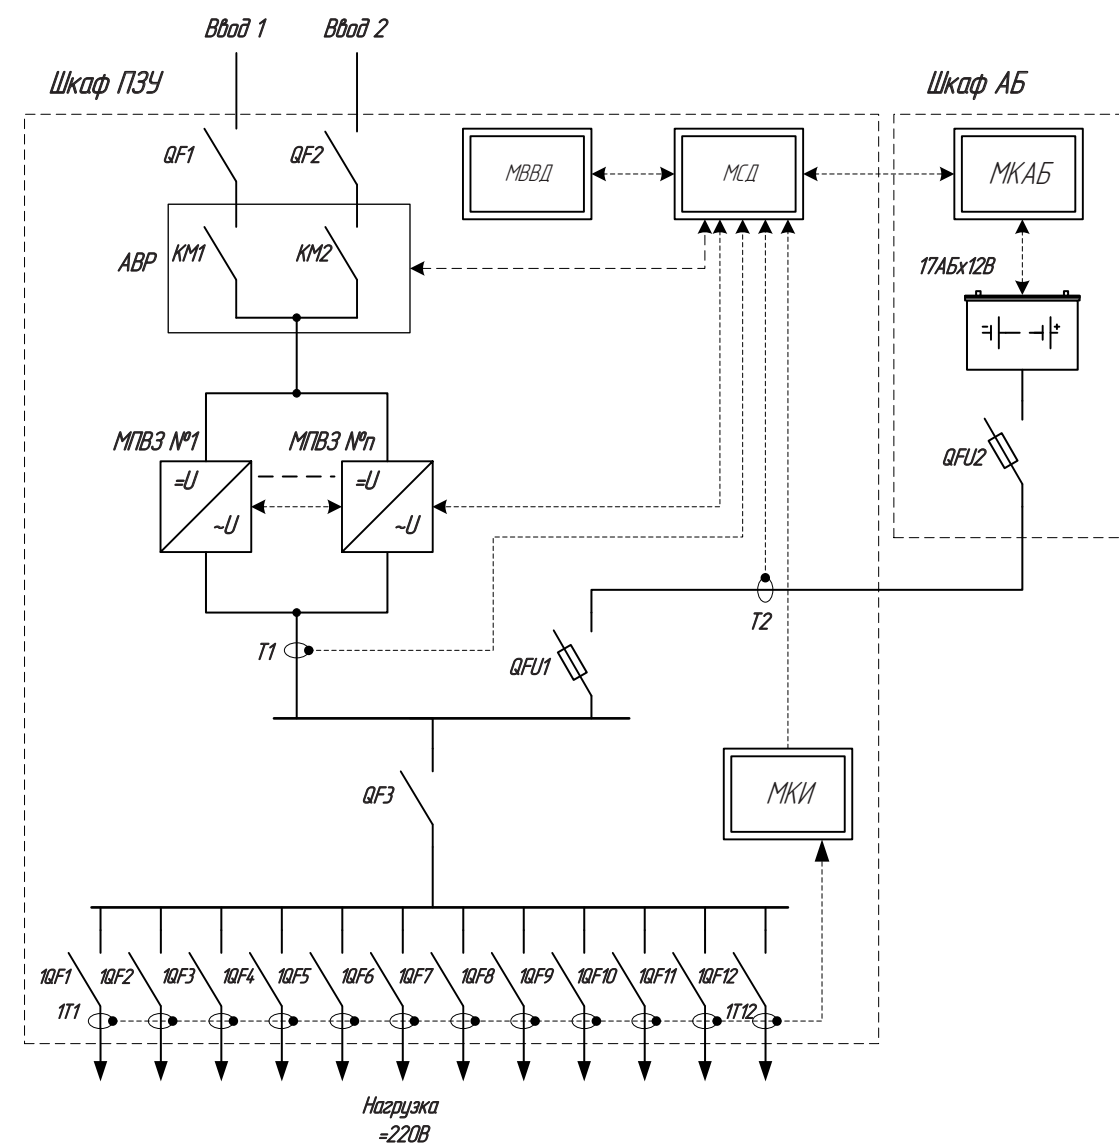 Ввод 1
Ввод 2
Шкаф ПЗУ
Шкаф АБ
QF1
QF2
МВВД
МСД
МКАБ
АВР
КМ1
КМ2
17АБх12В
- +
МПВЗ №1
МПВЗ №п
=U
~U
=U
~U
QFU2
T1
T2
QFU1
QF3
МКИ
1QF1
1QF2
1QF3
1QF4
1QF5
1QF6
1QF7
1QF8
1QF9
1QF10
1QF11
1QF12
1T1
1T12
Нагрузка
=220В